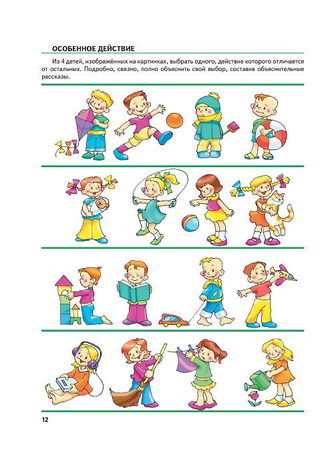 ОСОБЕННОЕ ДЕЙСТВИЕ
Из 4 детей, изображённых на картинках, выбрать одного, действие которого отличается
от остальных. Подробно, связно, полно объяснить свой выбор, составив объяснительные
рассказы.
12